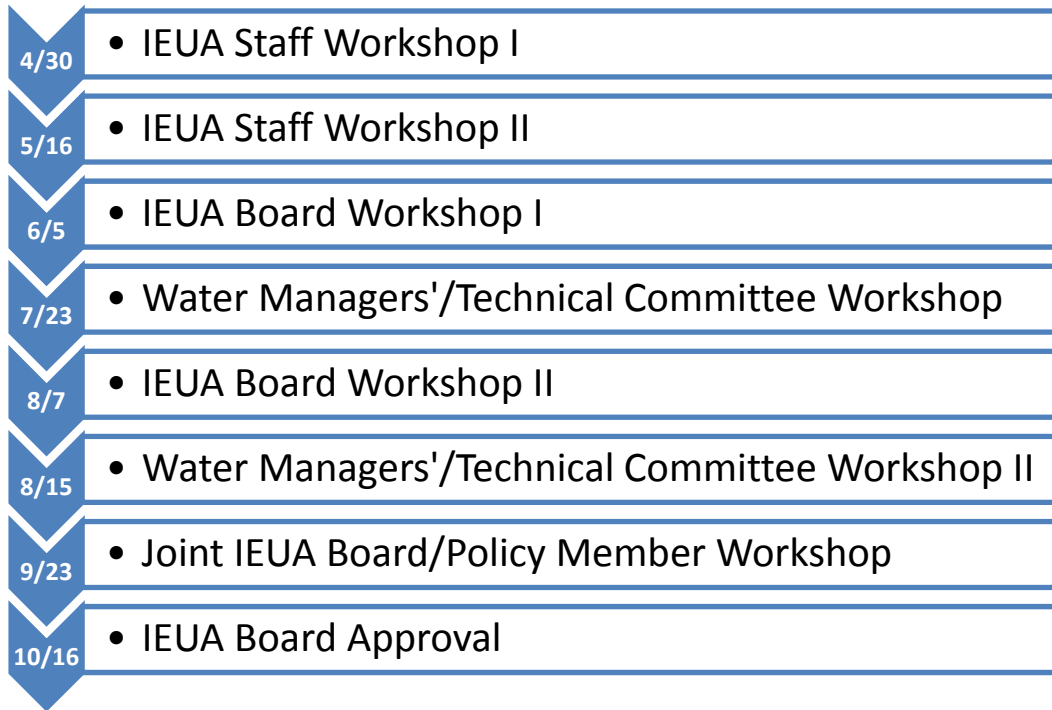 4/30 • IEUA Staff Workshop I
5/16 • IEUA Staff Workshop II
6/5 • IEUA Board Workshop I
7/23 • Water Managers'/Technical Committee Workshop
8/7 • IEUA Board Workshop II
8/15 • Water Managers'/Technical Committee Workshop II
9/23 • Joint IEUA Board/Policy Member Workshop
10/16 • IEUA Board Approval